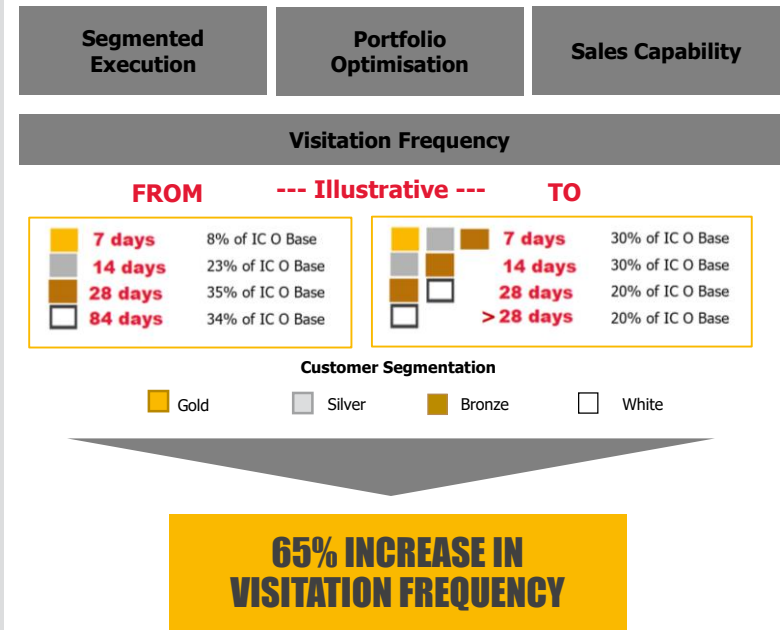 Segmented
Execution
Portfolio
Optimisation
Sales Capability
Visitation Frequency
FROM --- Illustrative --- TO
7 days 8% of IC O Base
14 days 23% of IC O Base
28 days 35% of IC O Base
84 days 34% of IC O Base
7 days 30% of IC O Base
14 days 30% of IC O Base
28 days 20% of IC O Base
>28 days 20% of IC O Base
Customer Segmentation
Gold Silver Bronze White
65% INCREASE IN
VISITATION FREQUENCY